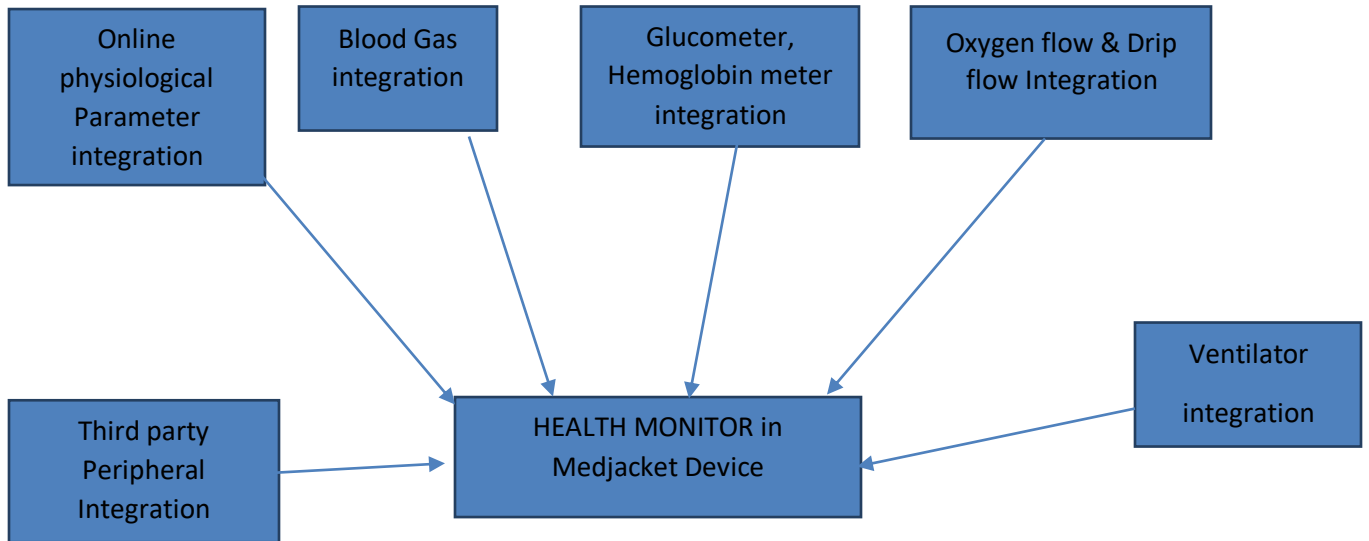 Online
physiological
Parameter
integration
Blood Gas
integration
Glucometer,
Hemoglobin meter
integration
Oxygen flow & Drip
flow Integration
Ventilator
integration
Third party
Peripheral
Integration
HEALTH MONITOR in
Medjacket Device